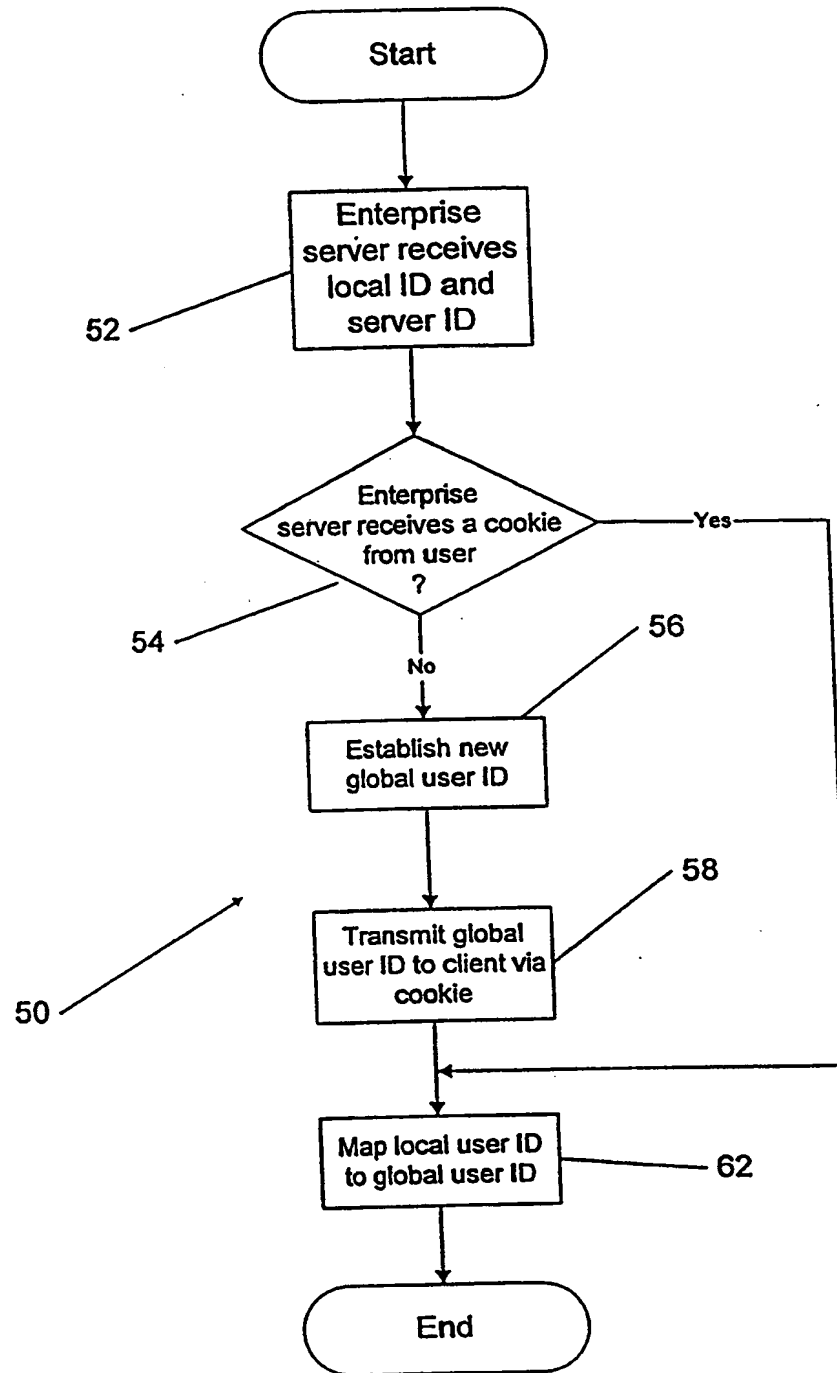 Start
Enterprise
server receives
local ID and
server ID
52
Enterprise
server receives a cookie
from user
?
Yes
54
No
56
Establish new
global user ID
58
Transmit global
user ID to client via
cookie
50
Map local user ID
to global user ID
62
End